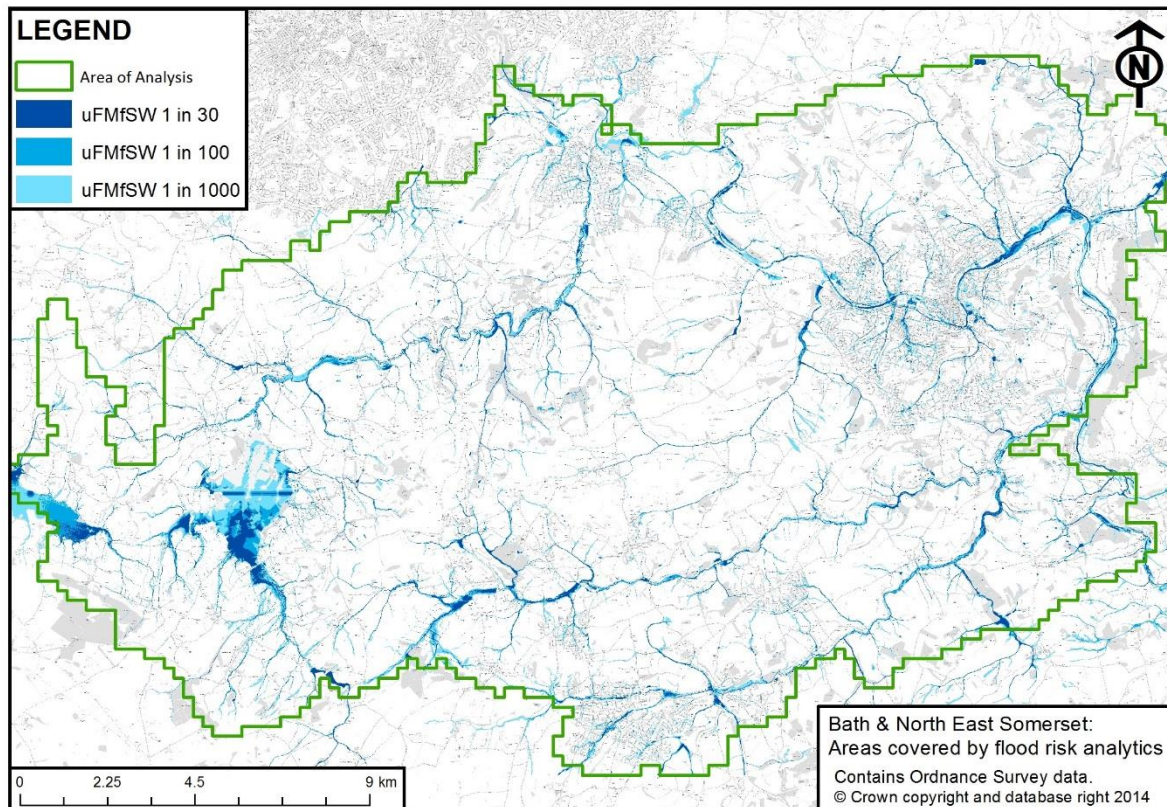 LEGEND
Area of Analysis
uFMfSW 1 in 30
uFMfSW 1 in 100
uFMfSW 1 in 1000
N
0 2.25 4.5 9 km
Bath & North East Somerset:
Areas covered by flood risk analytics
Contains Ordnance Survey data.
© Crown copyright and database right 2014